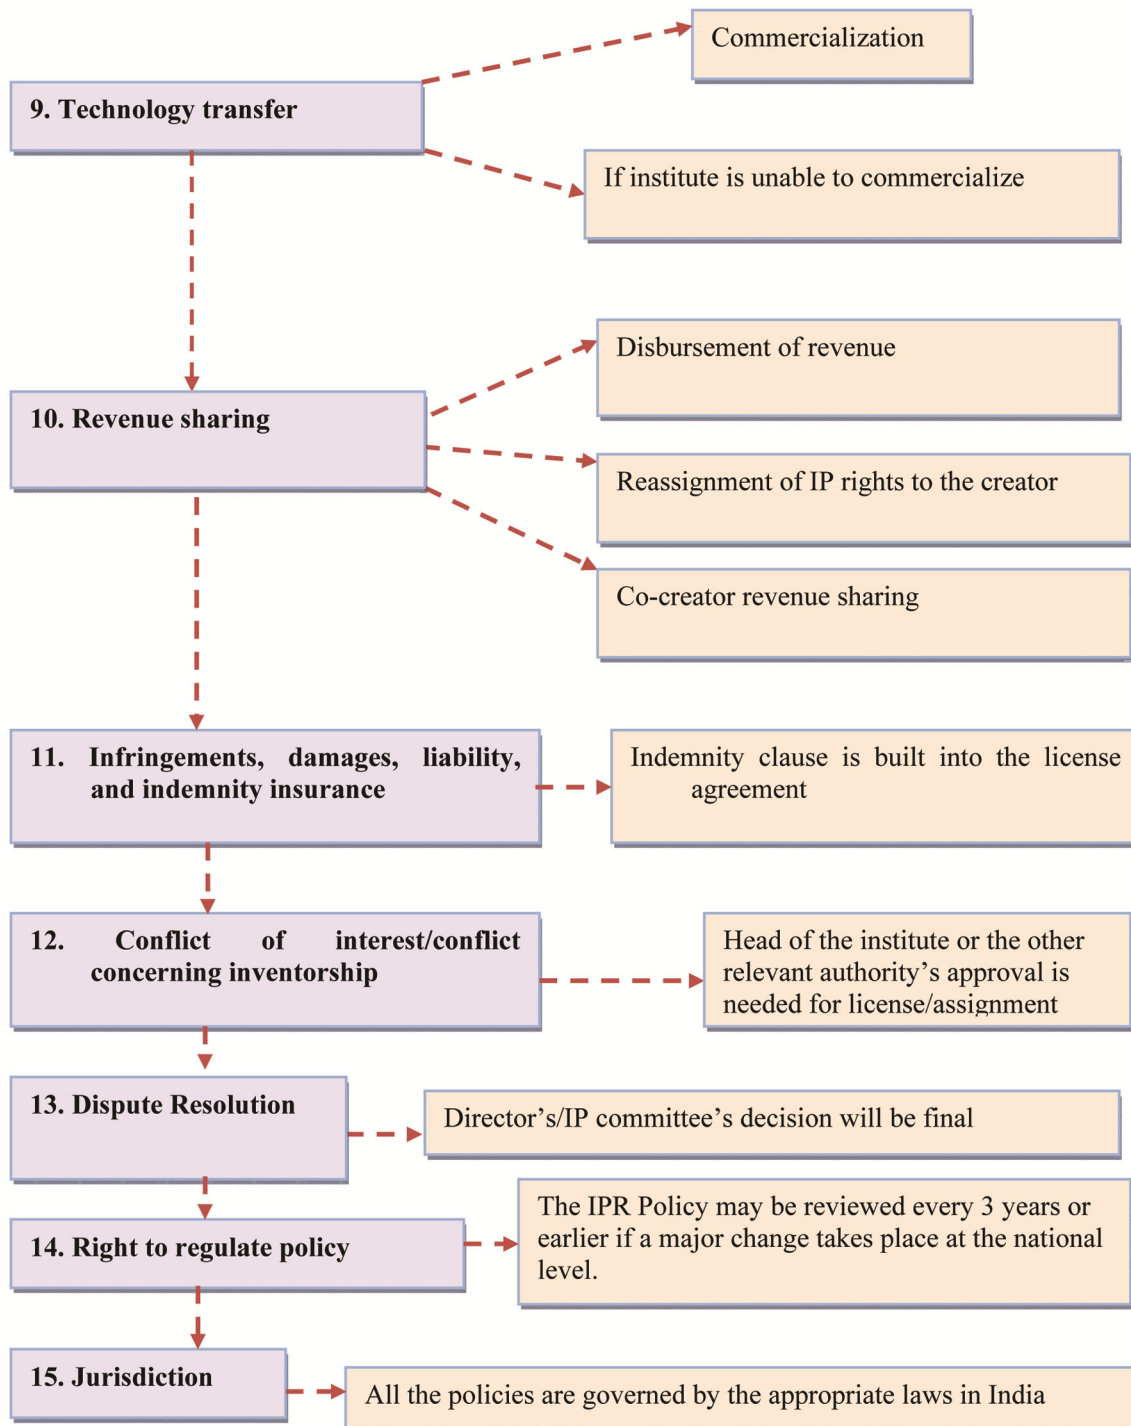 Commercialization
9. Technology transfer
If institute is unable to commercialize
Disbursement of revenue
10. Revenue sharing
Reassignment of IP rights to the creator
Co-creator revenue sharing
11. Infringements, damages, liability,
and indemnity insurance
Indemnity clause is built into the license
agreement
12. Conflict of interest/conflict
concerning inventorship
Head of the institute or the other
relevant authority’s approval is
needed for license/assignment
13. Dispute Resolution
Director’s/IP committee’s decision will be final
The IPR Policy may be reviewed every 3 years or
earlier if a major change takes place at the national
level.
14. Right to regulate policy
15. Jurisdiction
All the policies are governed by the appropriate laws in India